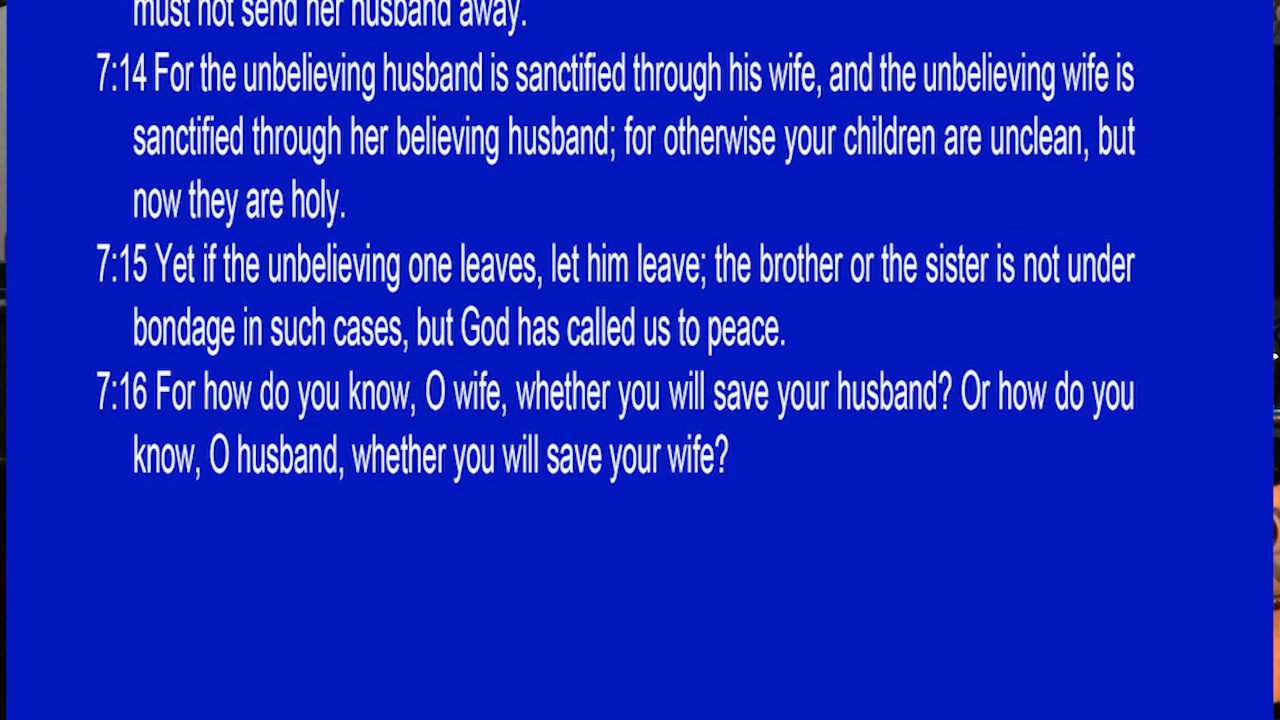 must not send her husband away.
7:14 For the unbelieving husband is sanctified through his wife, and the unbelieving wife is
sanctified through her believing husband; for otherwise your children are unclean, but
now they are holy.
7:15 Yet if the unbelieving one leaves, let him leave; the brother or the sister is not under
bondage in such cases, but God has called us to peace.
7:16 For how do you know, O wife, whether you will save your husband? Or how do you
know, O husband, whether you will save your wife?